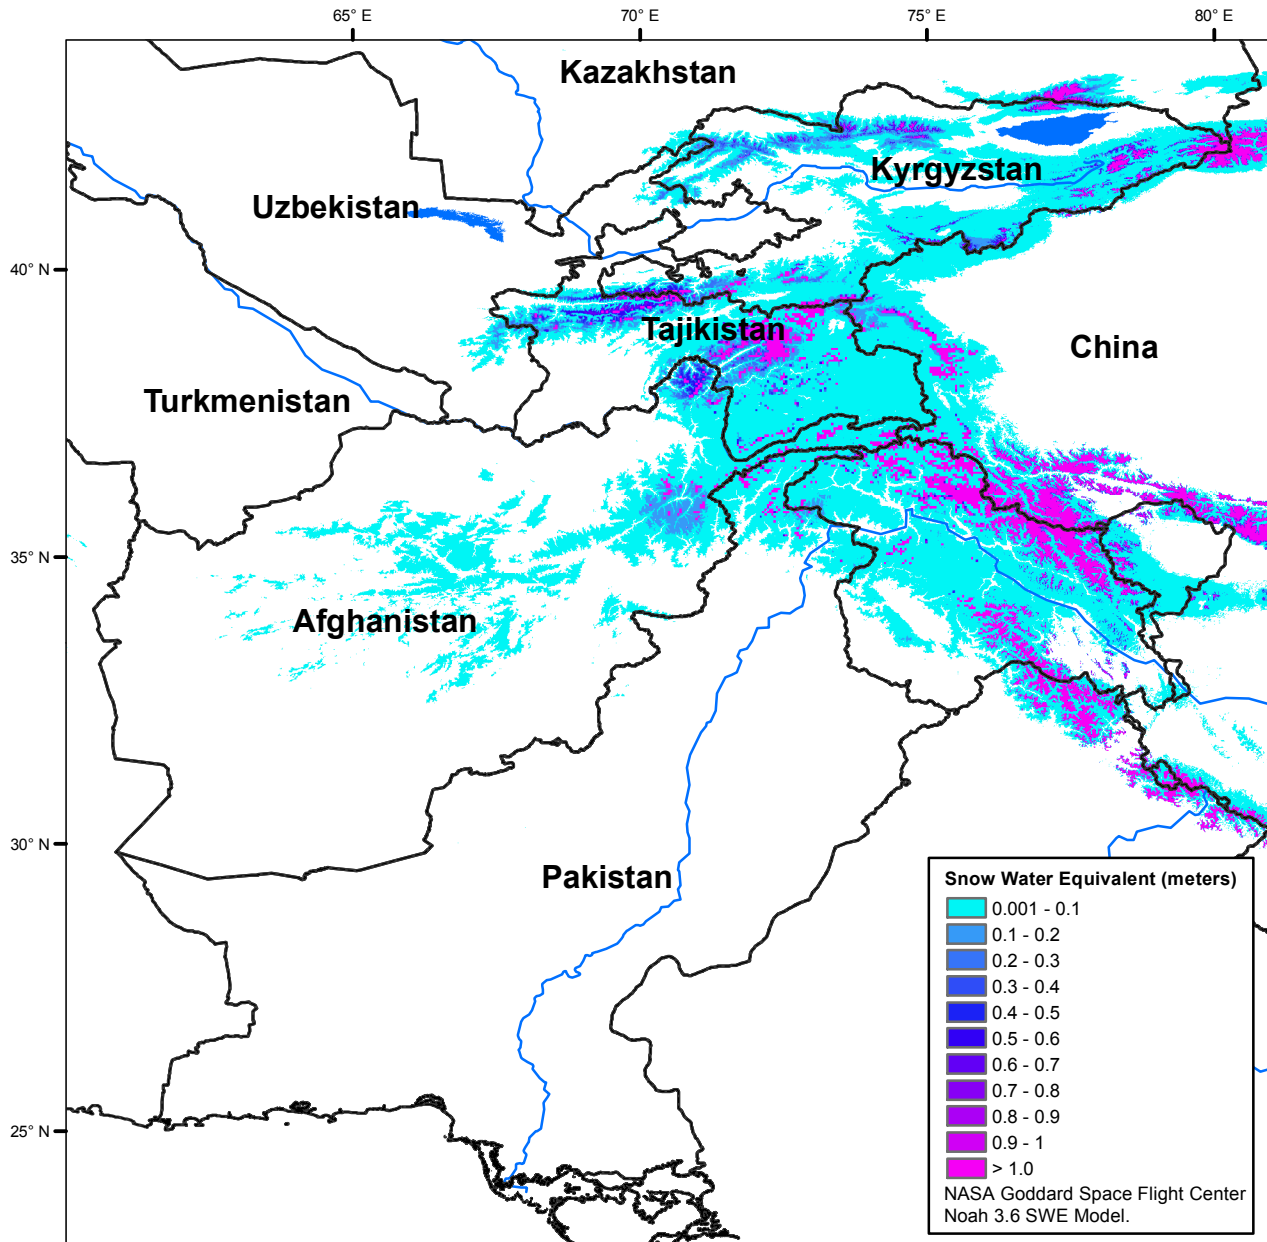 65° E
70° E
75° E
80° E
Kazakhstan
Kyrgyzstan
Uzbekistan
40° N
Tajikistan
China
Turkmenistan
35° N
Afghanistan
30° N
Pakistan
25° N
Snow Water Equivalent (meters)
0.001 - 0.1
0.1 - 0.2
0.2 - 0.3
0.3 - 0.4
0.4 - 0.5
0.5 - 0.6
0.6 - 0.7
0.7 - 0.8
0.8 - 0.9
0.9 - 1
> 1.0
NASA Goddard Space Flight Center
Noah 3.6 SWE Model.